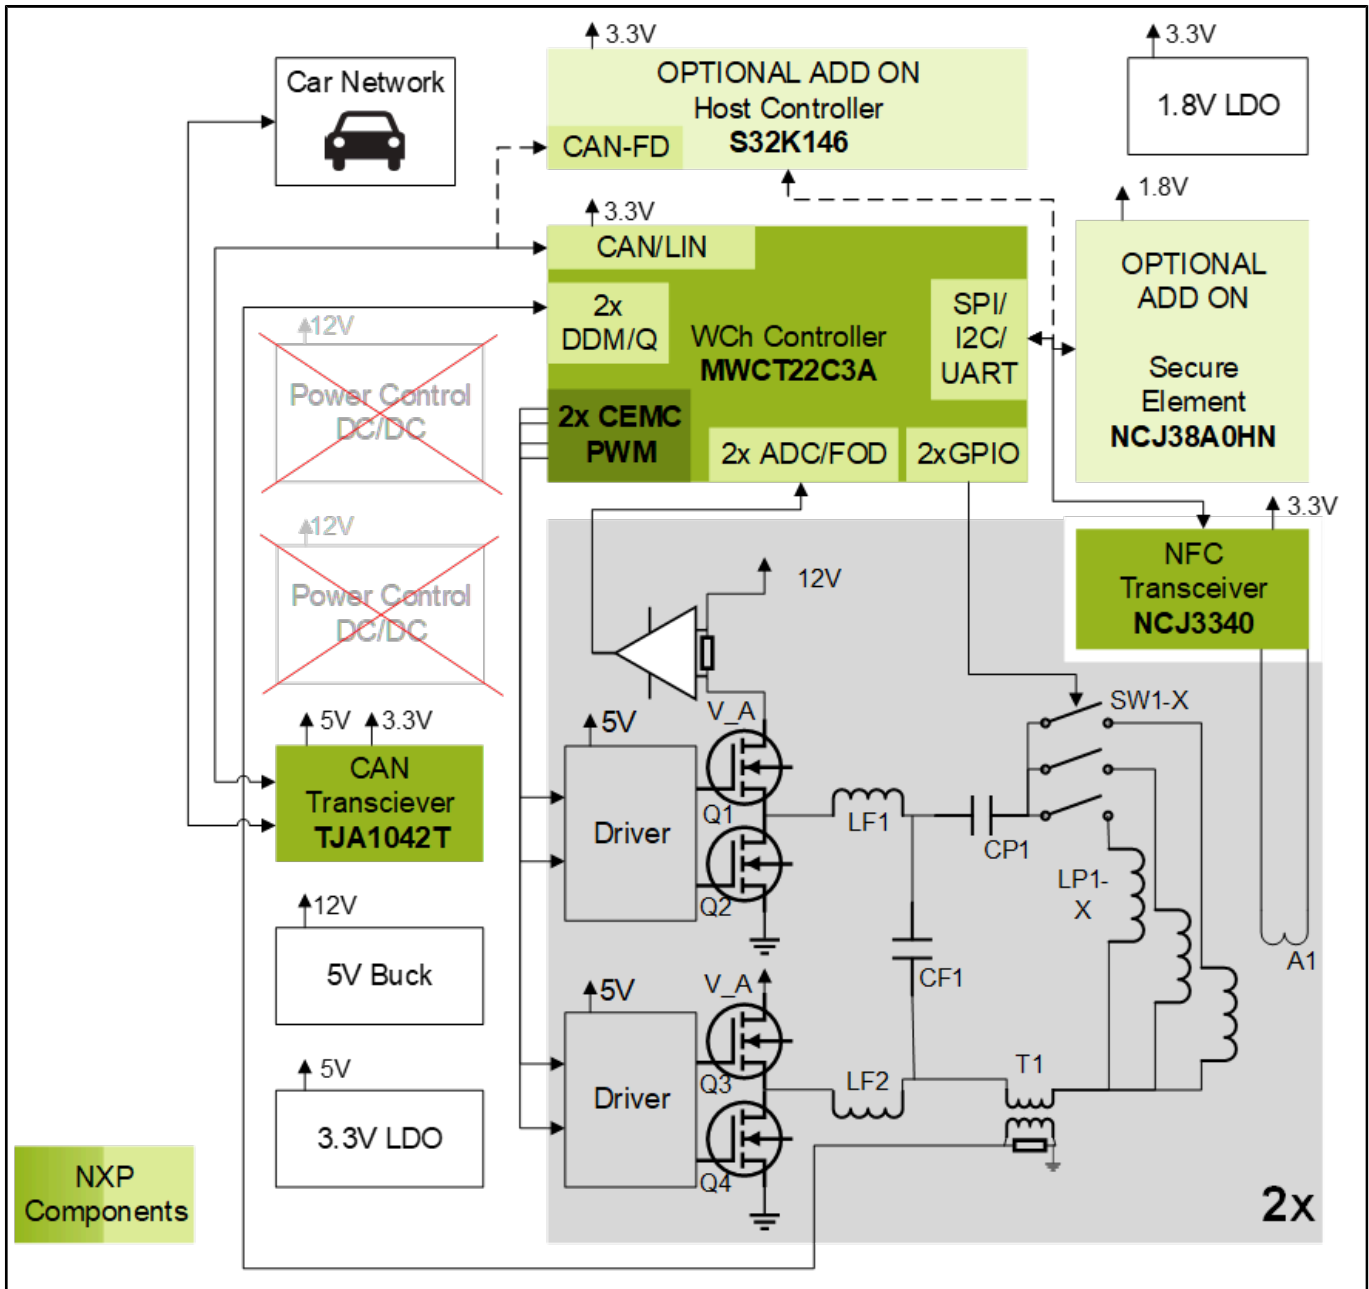 3.3V
OPTIONAL ADD ON
Host Controller
S32K146
CAN-FD
Car Network
3.3V
1.8V LDO
3.3V
CAN/LIN
2x
DDM/Q
WCh Controller
MWCT22C3A
SPI/
I2C/
UART
2x CEMC
PWM
2x ADC/FOD
2xGPIO
1.8V
OPTIONAL
ADD ON
Secure
Element
NCJ38A0HN
12V
Power Control
DC/DC
12V
Power Control
DC/DC
3.3V
NFC
Transceiver
NCJ3340
12V
5V
3.3V
CAN
Transciever
TJA1042T
V_A
5V
Driver
Q1
Q2
LF1
CP1
SW1-X
LP1-
X
CF1
A1
12V
5V Buck
5V
3.3V LDO
V_A
5V
Driver
Q3
Q4
LF2
T1
2x
NXP
Components